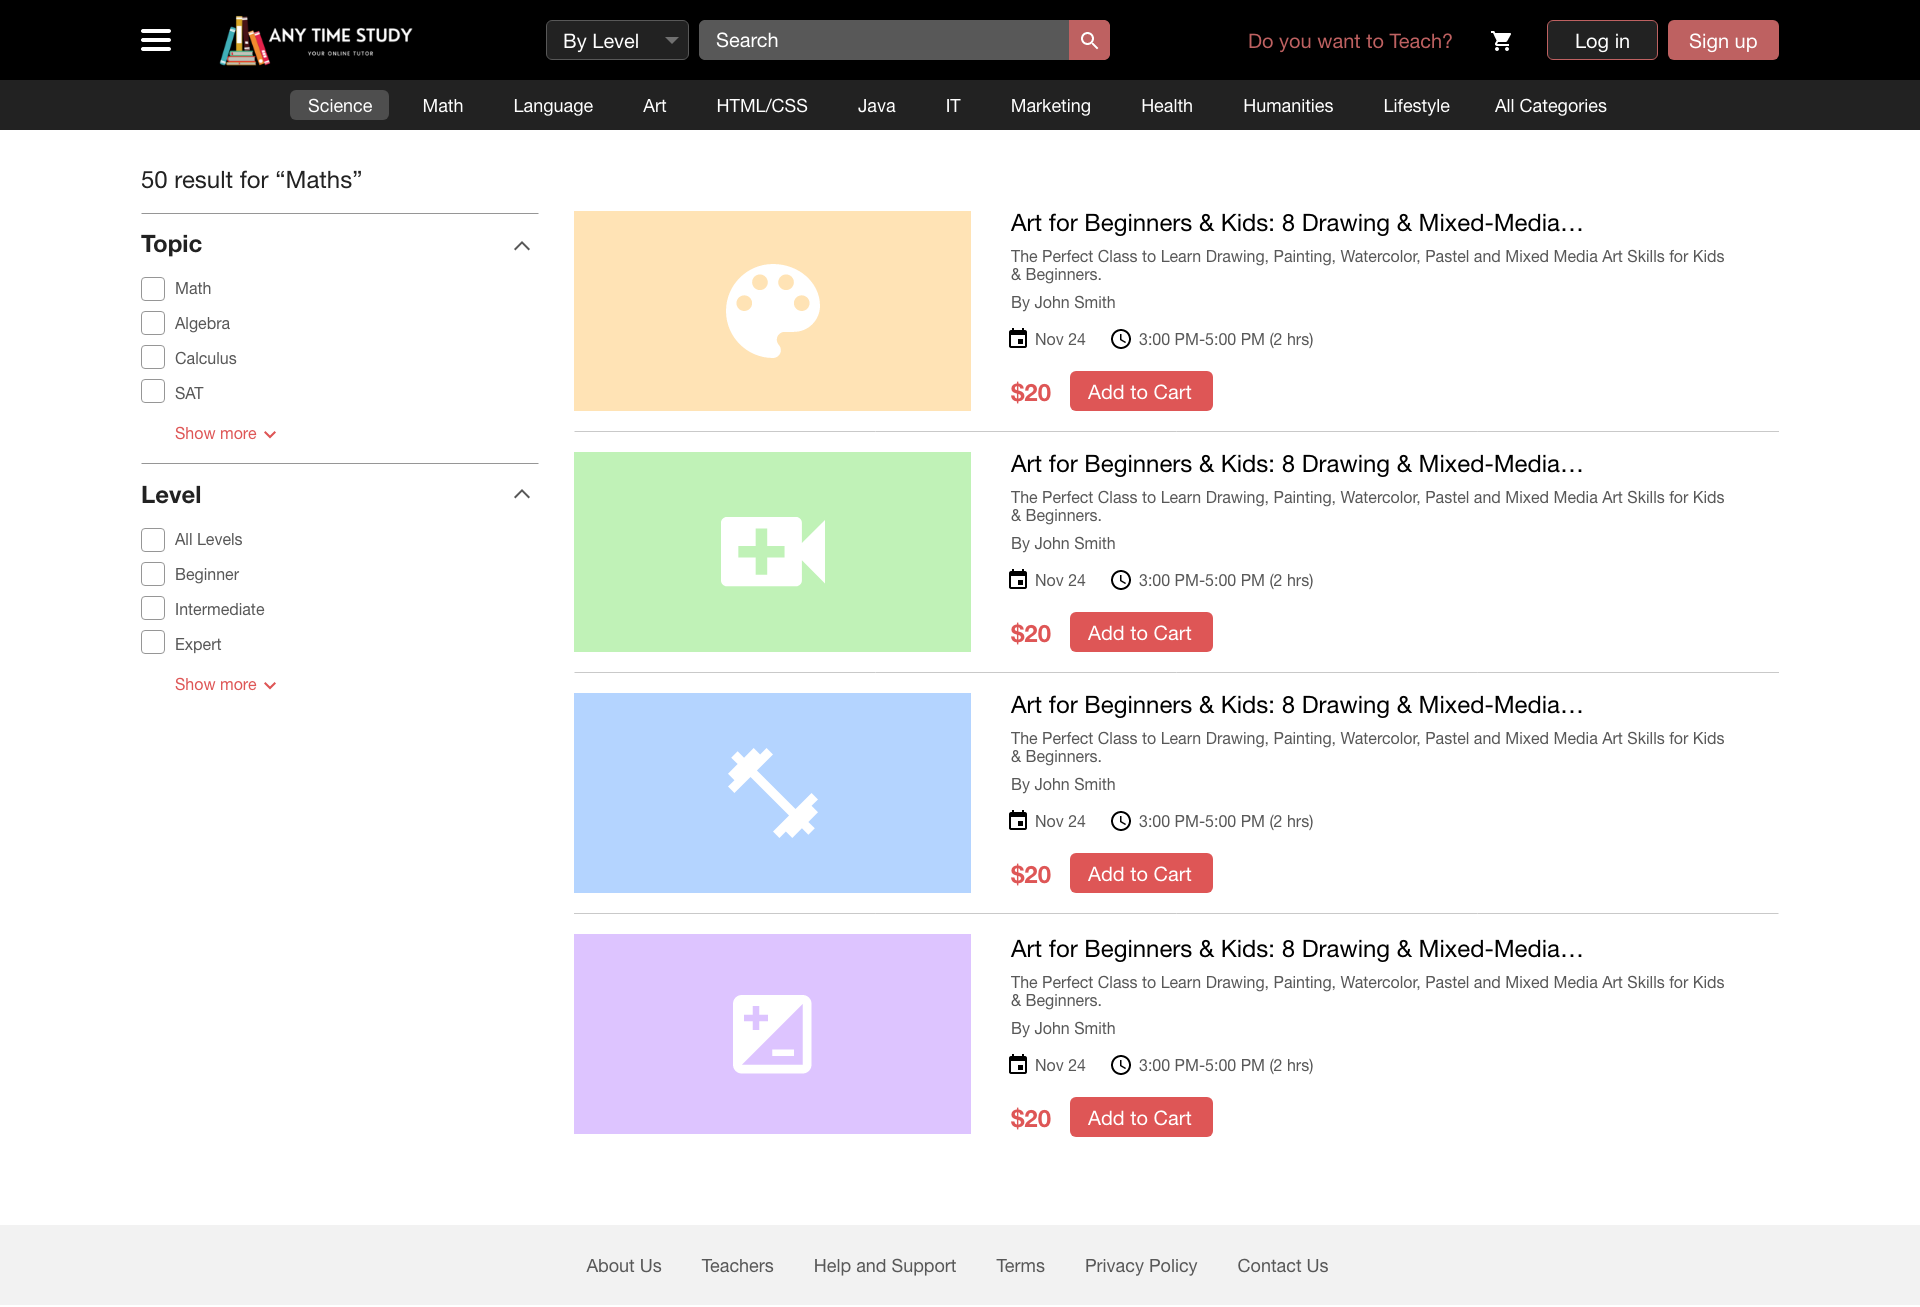 ANY TIME STUDY
YOUR ONLINE TUTOR
By Level
Search
Do you want to Teach?
Log in
Sign up
Science Math Language Art HTML/CSS Java IT Marketing Health Humanities Lifestyle All Categories
50 result for “Maths”
Topic
Math
Algebra
Calculus
SAT
Show more
Level
All Levels
Beginner
Intermediate
Expert
Show more
Art for Beginners & Kids: 8 Drawing & Mixed-Media...
The Perfect Class to Learn Drawing, Painting, Watercolor, Pastel and Mixed Media Art Skills for Kids
& Beginners.
By John Smith
Nov 24 3:00 PM-5:00 PM (2 hrs)
$20 Add to Cart
Art for Beginners & Kids: 8 Drawing & Mixed-Media...
The Perfect Class to Learn Drawing, Painting, Watercolor, Pastel and Mixed Media Art Skills for Kids
& Beginners.
By John Smith
Nov 24 3:00 PM-5:00 PM (2 hrs)
$20 Add to Cart
Art for Beginners & Kids: 8 Drawing & Mixed-Media...
The Perfect Class to Learn Drawing, Painting, Watercolor, Pastel and Mixed Media Art Skills for Kids
& Beginners.
By John Smith
Nov 24 3:00 PM-5:00 PM (2 hrs)
$20 Add to Cart
Art for Beginners & Kids: 8 Drawing & Mixed-Media...
The Perfect Class to Learn Drawing, Painting, Watercolor, Pastel and Mixed Media Art Skills for Kids
& Beginners.
By John Smith
Nov 24 3:00 PM-5:00 PM (2 hrs)
$20 Add to Cart
About Us Teachers Help and Support Terms Privacy Policy Contact Us